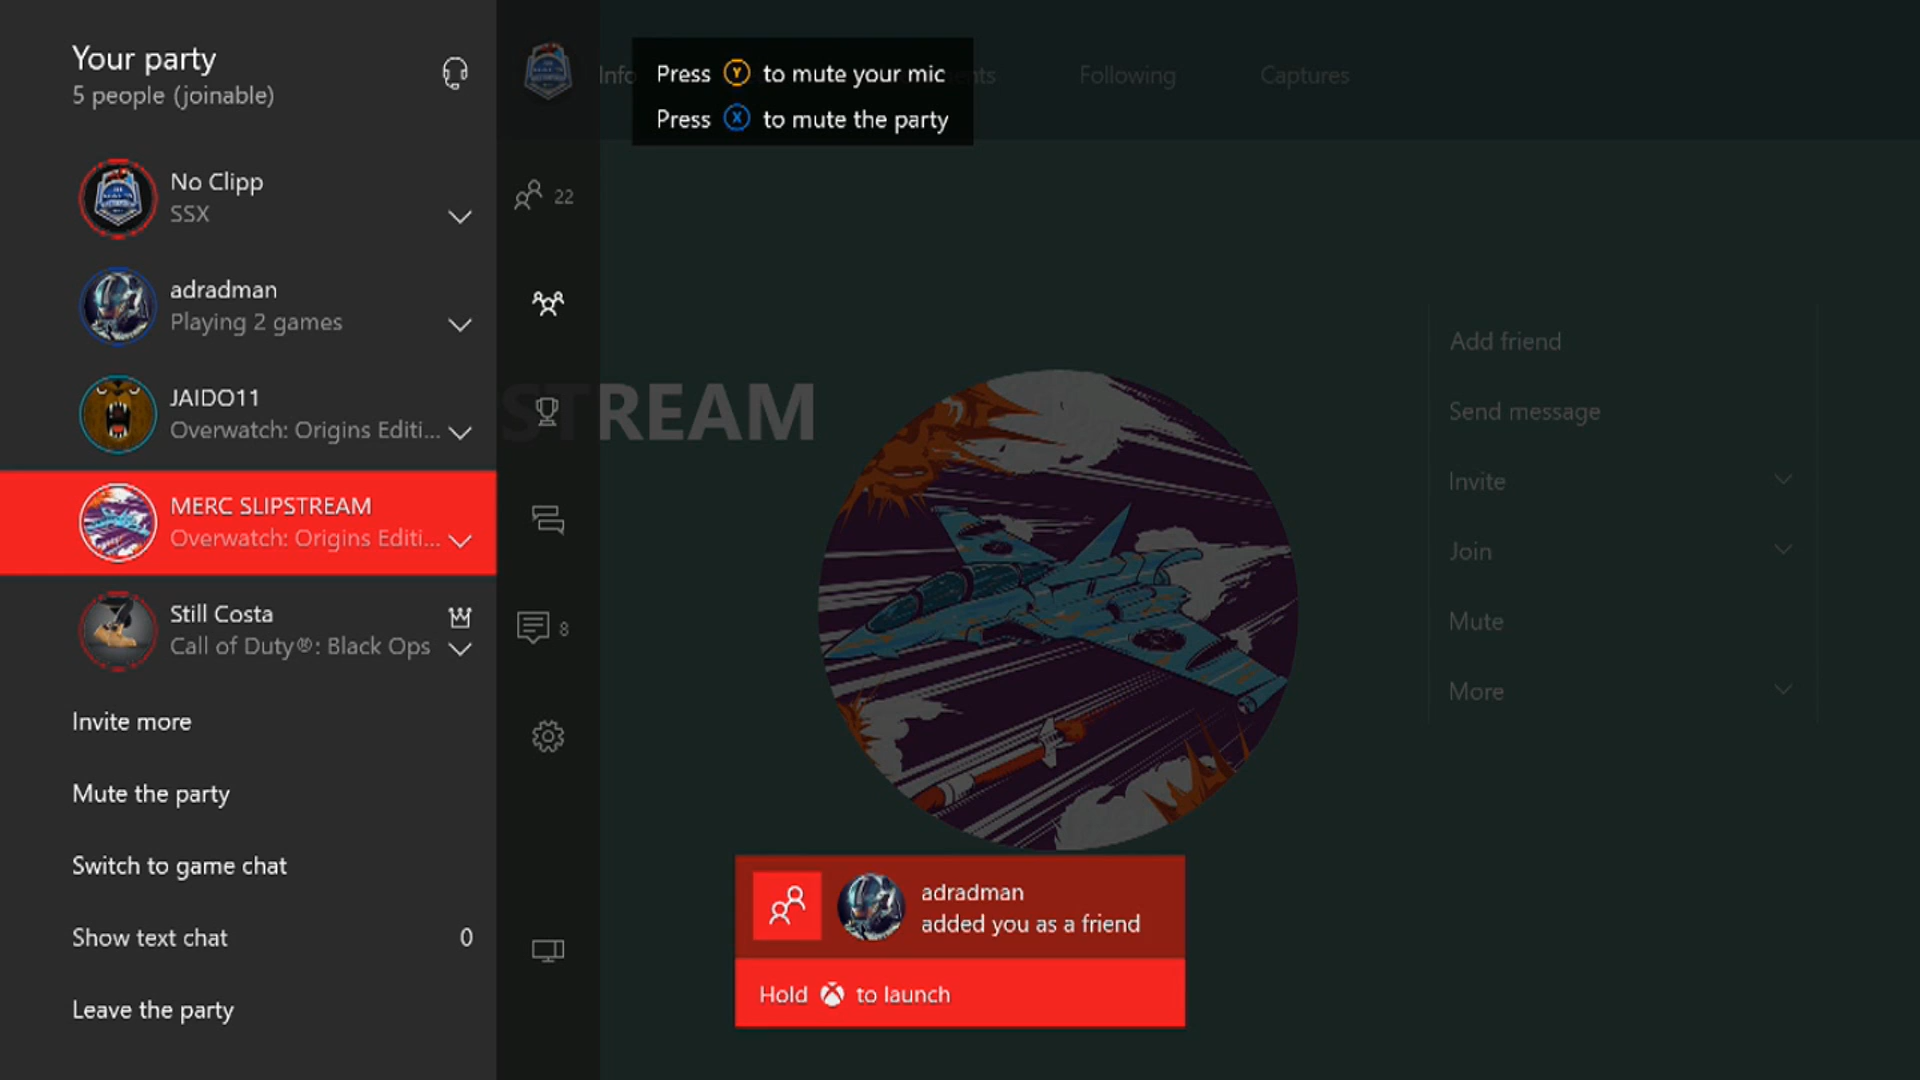 Your party
5 people (joinable)
No Clipp
SSX
adradman
Playing 2 games
JAIDO11
Overwatch: Origins Editi...
MERC SLIPSTREAM
Overwatch: Origins Editi...
Still Costa
Call of Duty®: Black Ops
Invite more
Mute the party
Switch to game chat
Show text chat 0
Leave the party
22
8
Info
Following
Captures
Press Y to mute your mic
Press X to mute the party
STREAM
Add friend
Send message
Invite
Join
Mute
More
adradman
added you as a friend
Hold to launch